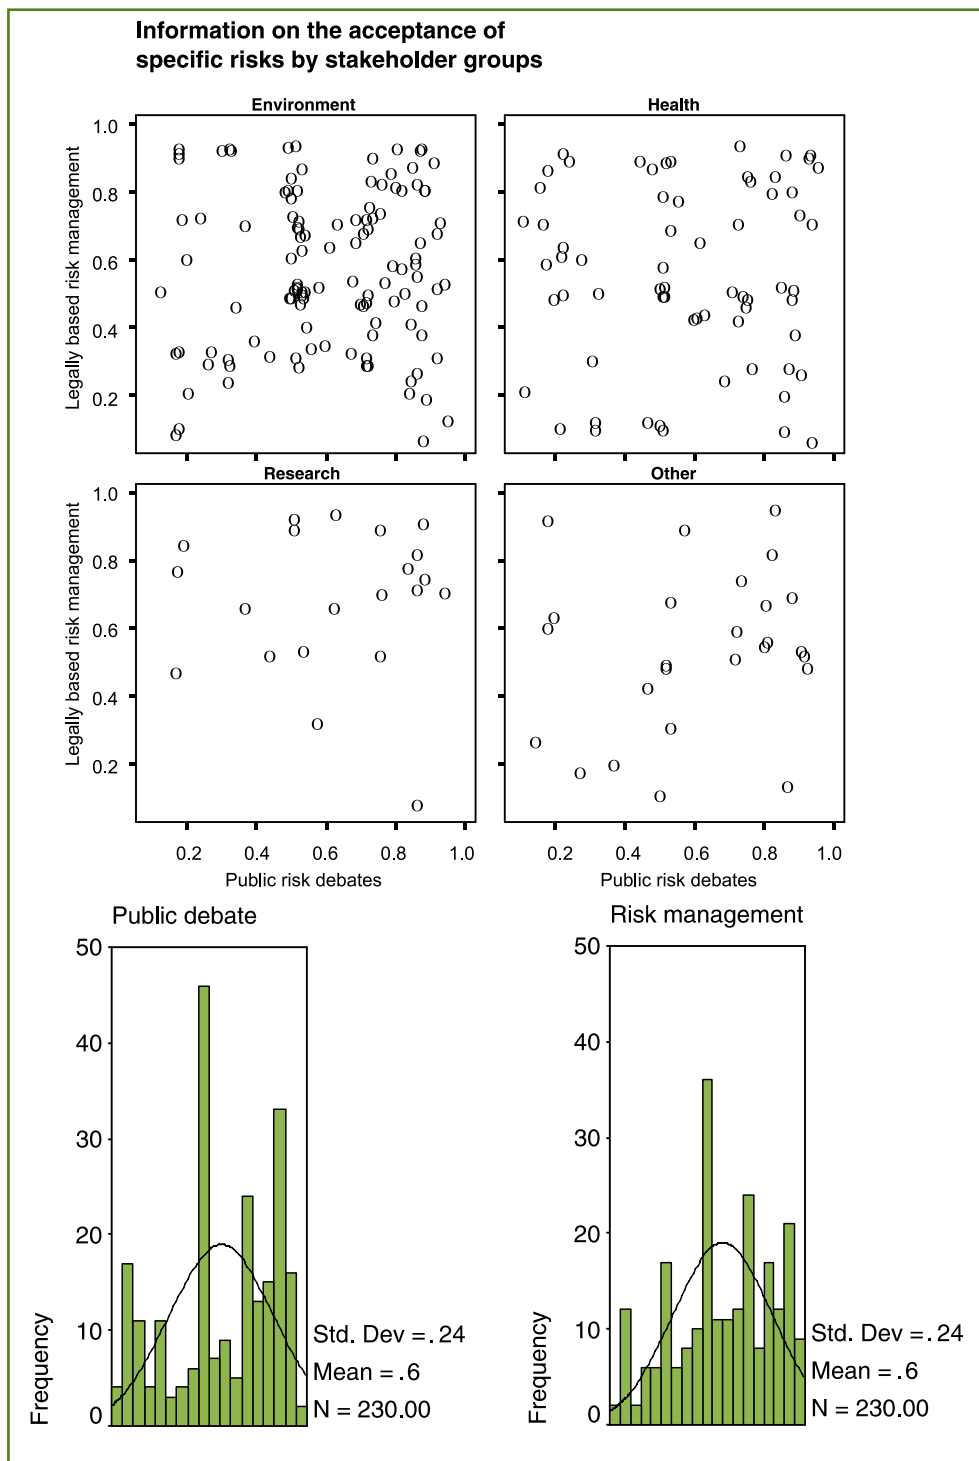 Information on the acceptance of
specific risks by stakeholder groups
Environment
Health
Legally based risk management
1.0
0.8
0.6
0.4
0.2
Research
Other
Legally based risk management
1.0
0.8
0.6
0.4
0.2
0.2 0.4 0.6 0.8 1.0
Public risk debates
0.2 0.4 0.6 0.8 1.0
Public risk debates
Public debate
50
40
30
20
10
0
Frequency
Std. Dev = .24
Mean = .6
N = 230.00
Risk management
50
40
30
20
10
0
Frequency
Std. Dev = .24
Mean = .6
N = 230.00